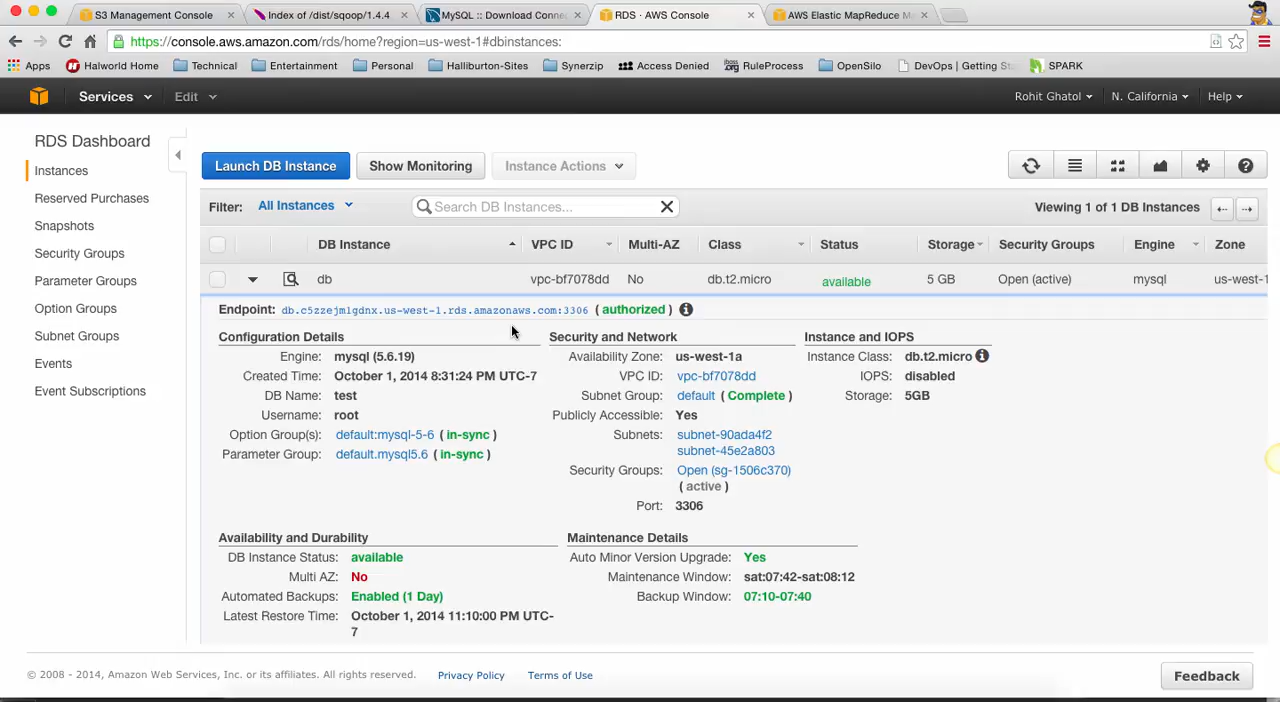 S3 Management Console
Index of /dist/sqoop/1.4.4
MySQL :: Download Conne
RDS · AWS Console
AWS Elastic MapReduce M
https://console.aws.amazon.com/rds/home?region=us-west-1#dbinstances:
Apps
Halworld Home
Technical
Entertainment
Personal
Halliburton-Sites
Synerzip
Access Denied
RuleProcess
OpenSilo
DevOps | Getting Sta
SPARK
Services
Edit
Rohit Ghatol
N. California
Help
RDS Dashboard
Instances
Reserved Purchases
Snapshots
Security Groups
Parameter Groups
Option Groups
Subnet Groups
Events
Event Subscriptions
Launch DB Instance
Show Monitoring
Instance Actions
Filter: All Instances
Search DB Instances...
Viewing 1 of 1 DB Instances
DB Instance VPC ID Multi-AZ Class Status Storage Security Groups Engine Zone
db vpc-bf7078dd No db.t2.micro available 5 GB Open (active) mysql us-west-1
Endpoint: db.c5zzejm1gdnx.us-west-1.rds.amazonaws.com:3306 ( authorized )
Configuration Details
Engine: mysql (5.6.19)
Created Time: October 1, 2014 8:31:24 PM UTC-7
DB Name: test
Username: root
Option Group(s): default:mysql-5-6 ( in-sync )
Parameter Group: default.mysql5.6 ( in-sync )
Security and Network
Availability Zone: us-west-1a
VPC ID: vpc-bf7078dd
Subnet Group: default ( Complete )
Publicly Accessible: Yes
Subnets: subnet-90ada4f2
subnet-45e2a803
Security Groups: Open (sg-1506c370)
( active )
Port: 3306
Instance and IOPS
Instance Class: db.t2.micro
IOPS: disabled
Storage: 5GB
Availability and Durability
DB Instance Status: available
Multi AZ: No
Automated Backups: Enabled (1 Day)
Latest Restore Time: October 1, 2014 11:10:00 PM UTC-
7
Maintenance Details
Auto Minor Version Upgrade: Yes
Maintenance Window: sat:07:42-sat:08:12
Backup Window: 07:10-07:40
© 2008 - 2014, Amazon Web Services, Inc. or its affiliates. All rights reserved.
Privacy Policy
Terms of Use
Feedback